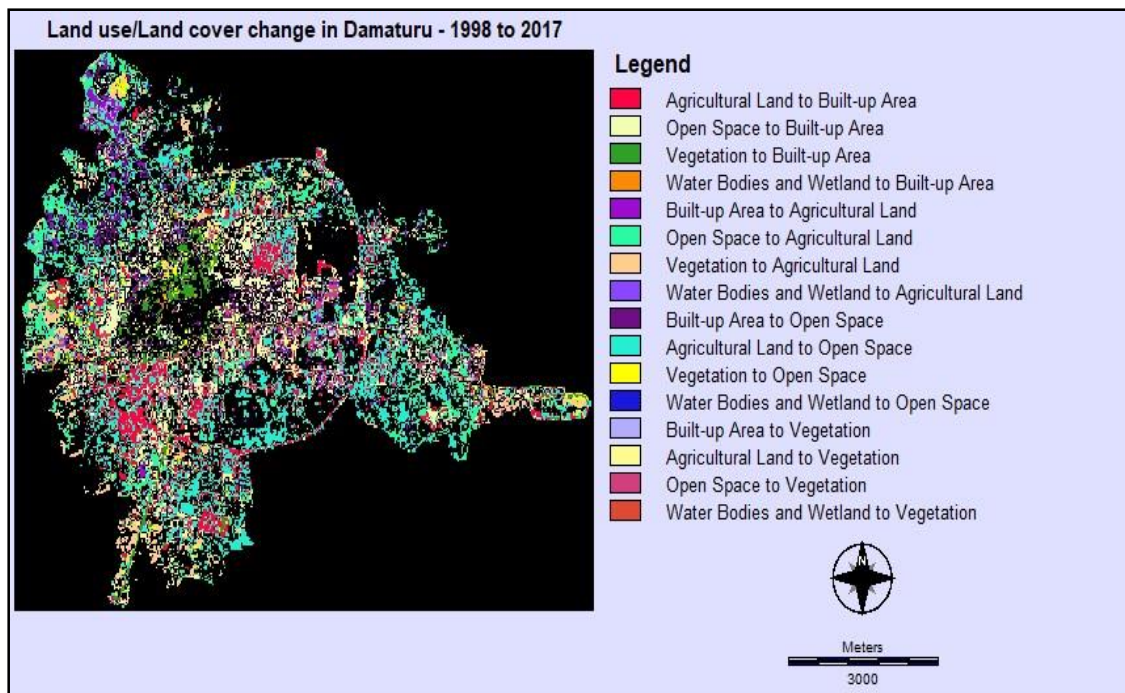 Land use/Land cover change in Damaturu - 1998 to 2017
Legend
Agricultural Land to Built-up Area
Open Space to Built-up Area
Vegetation to Built-up Area
Water Bodies and Wetland to Built-up Area
Built-up Area to Agricultural Land
Open Space to Agricultural Land
Vegetation to Agricultural Land
Water Bodies and Wetland to Agricultural Land
Built-up Area to Open Space
Agricultural Land to Open Space
Vegetation to Open Space
Water Bodies and Wetland to Open Space
Built-up Area to Vegetation
Agricultural Land to Vegetation
Open Space to Vegetation
Water Bodies and Wetland to Vegetation
N
Meters
3000